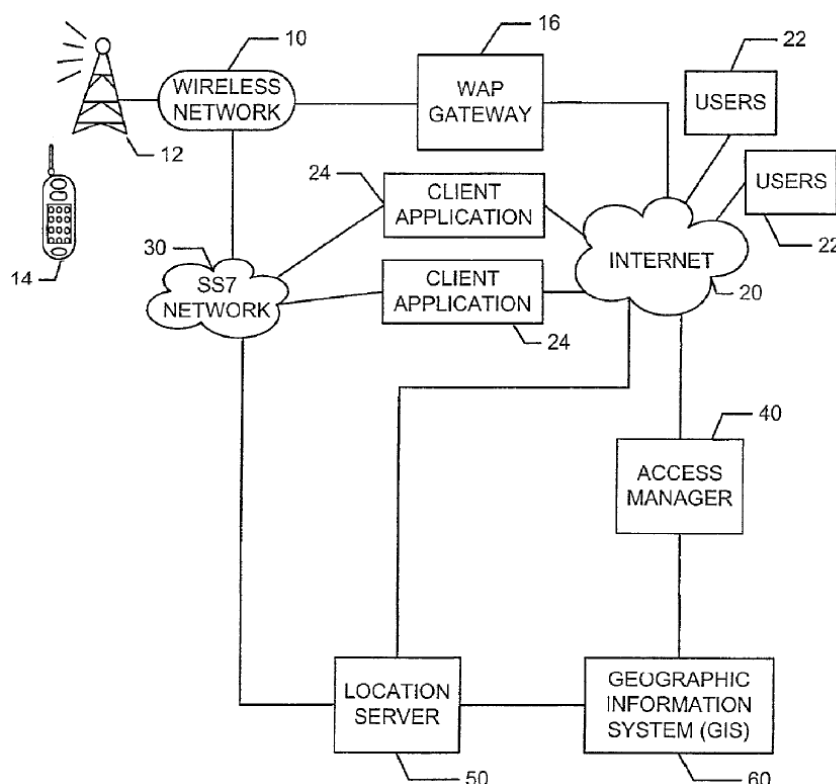 10
16
22
WIRELESS
NETWORK
WAP
GATEWAY
USERS
12
24
CLIENT
APPLICATION
USERS
22
14
30
SS7
NETWORK
CLIENT
APPLICATION
24
INTERNET
20
40
ACCESS
MANAGER
LOCATION
SERVER
50
GEOGRAPHIC
INFORMATION
SYSTEM (GIS)
60